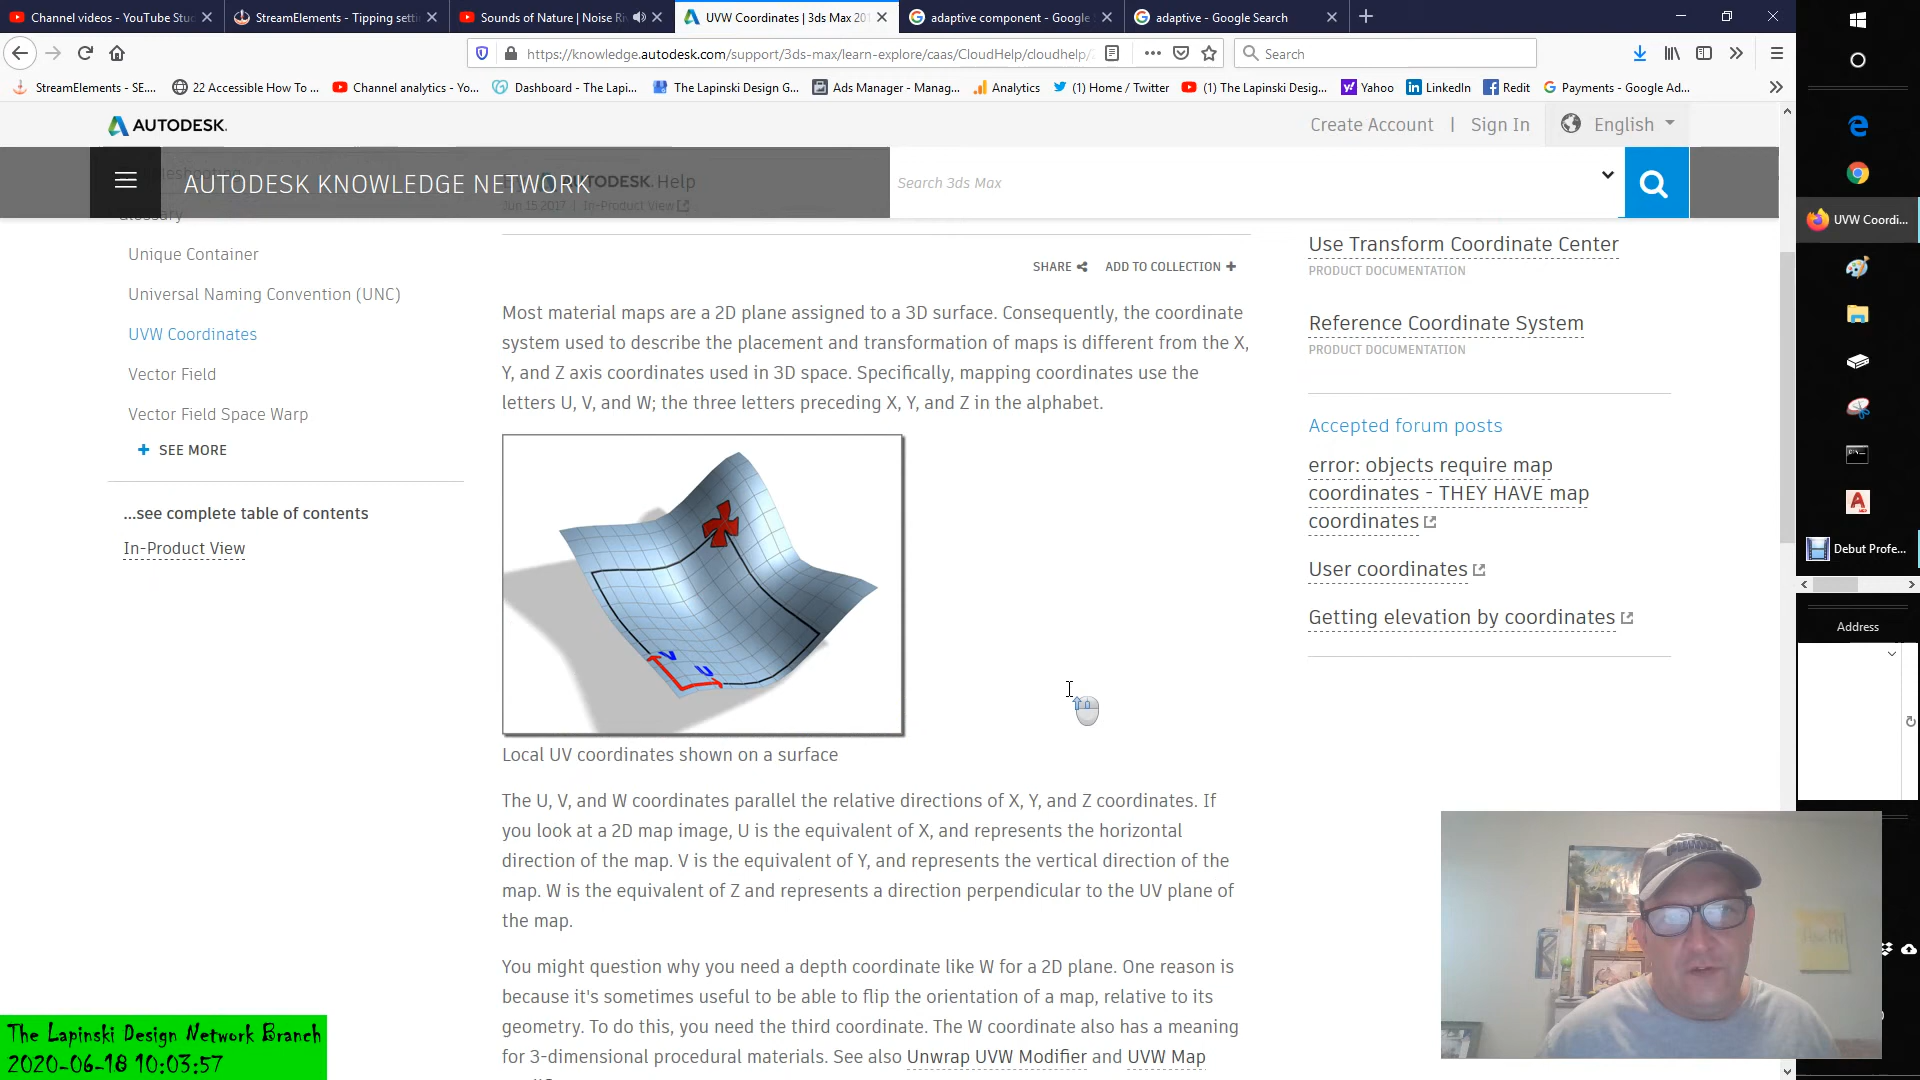 Channel videos - YouTube Stu
StreamElements - Tipping setti
Sounds of Nature | Noise Ri
UVW Coordinates | 3ds Max 201
adaptive component - Google S
adaptive - Google Search
https://knowledge.autodesk.com/support/3ds-max/learn-explore/caas/CloudHelp/cloudhelp/
Search
StreamElements - SE....
22 Accessible How To ...
Channel analytics - Yo...
Dashboard - The Lapi...
The Lapinski Design G...
Ads Manager - Manag...
Analytics
(1) Home / Twitter
(1) The Lapinski Desig...
Yahoo
LinkedIn
Redit
Payments - Google Ad...
AUTODESK.
Create Account | Sign In
English
AUTODESK KNOWLEDGE NETWORK
AUTODESK. Help
Search 3ds Max
Jun 15 2017 | In-Product View
Troubleshooting
Glossary
Unique Container
Universal Naming Convention (UNC)
UVW Coordinates
Vector Field
Vector Field Space Warp
+ SEE MORE
...see complete table of contents
In-Product View
SHARE
ADD TO COLLECTION +
Most material maps are a 2D plane assigned to a 3D surface. Consequently, the coordinate
system used to describe the placement and transformation of maps is different from the X,
Y, and Z axis coordinates used in 3D space. Specifically, mapping coordinates use the
letters U, V, and W; the three letters preceding X, Y, and Z in the alphabet.
V
U
Local UV coordinates shown on a surface
The U, V, and W coordinates parallel the relative directions of X, Y, and Z coordinates. If
you look at a 2D map image, U is the equivalent of X, and represents the horizontal
direction of the map. V is the equivalent of Y, and represents the vertical direction of the
map. W is the equivalent of Z and represents a direction perpendicular to the UV plane of
the map.
You might question why you need a depth coordinate like W for a 2D plane. One reason is
because it's sometimes useful to be able to flip the orientation of a map, relative to its
geometry. To do this, you need the third coordinate. The W coordinate also has a meaning
for 3-dimensional procedural materials. See also Unwrap UVW Modifier and UVW Map
Use Transform Coordinate Center
PRODUCT DOCUMENTATION
Reference Coordinate System
PRODUCT DOCUMENTATION
Accepted forum posts
error: objects require map
coordinates - THEY HAVE map
coordinates
User coordinates
Getting elevation by coordinates
UVW Coordi...
Debut Profe...
Address
The Lapinski Design Network Branch
2020-06-18 10:03:57